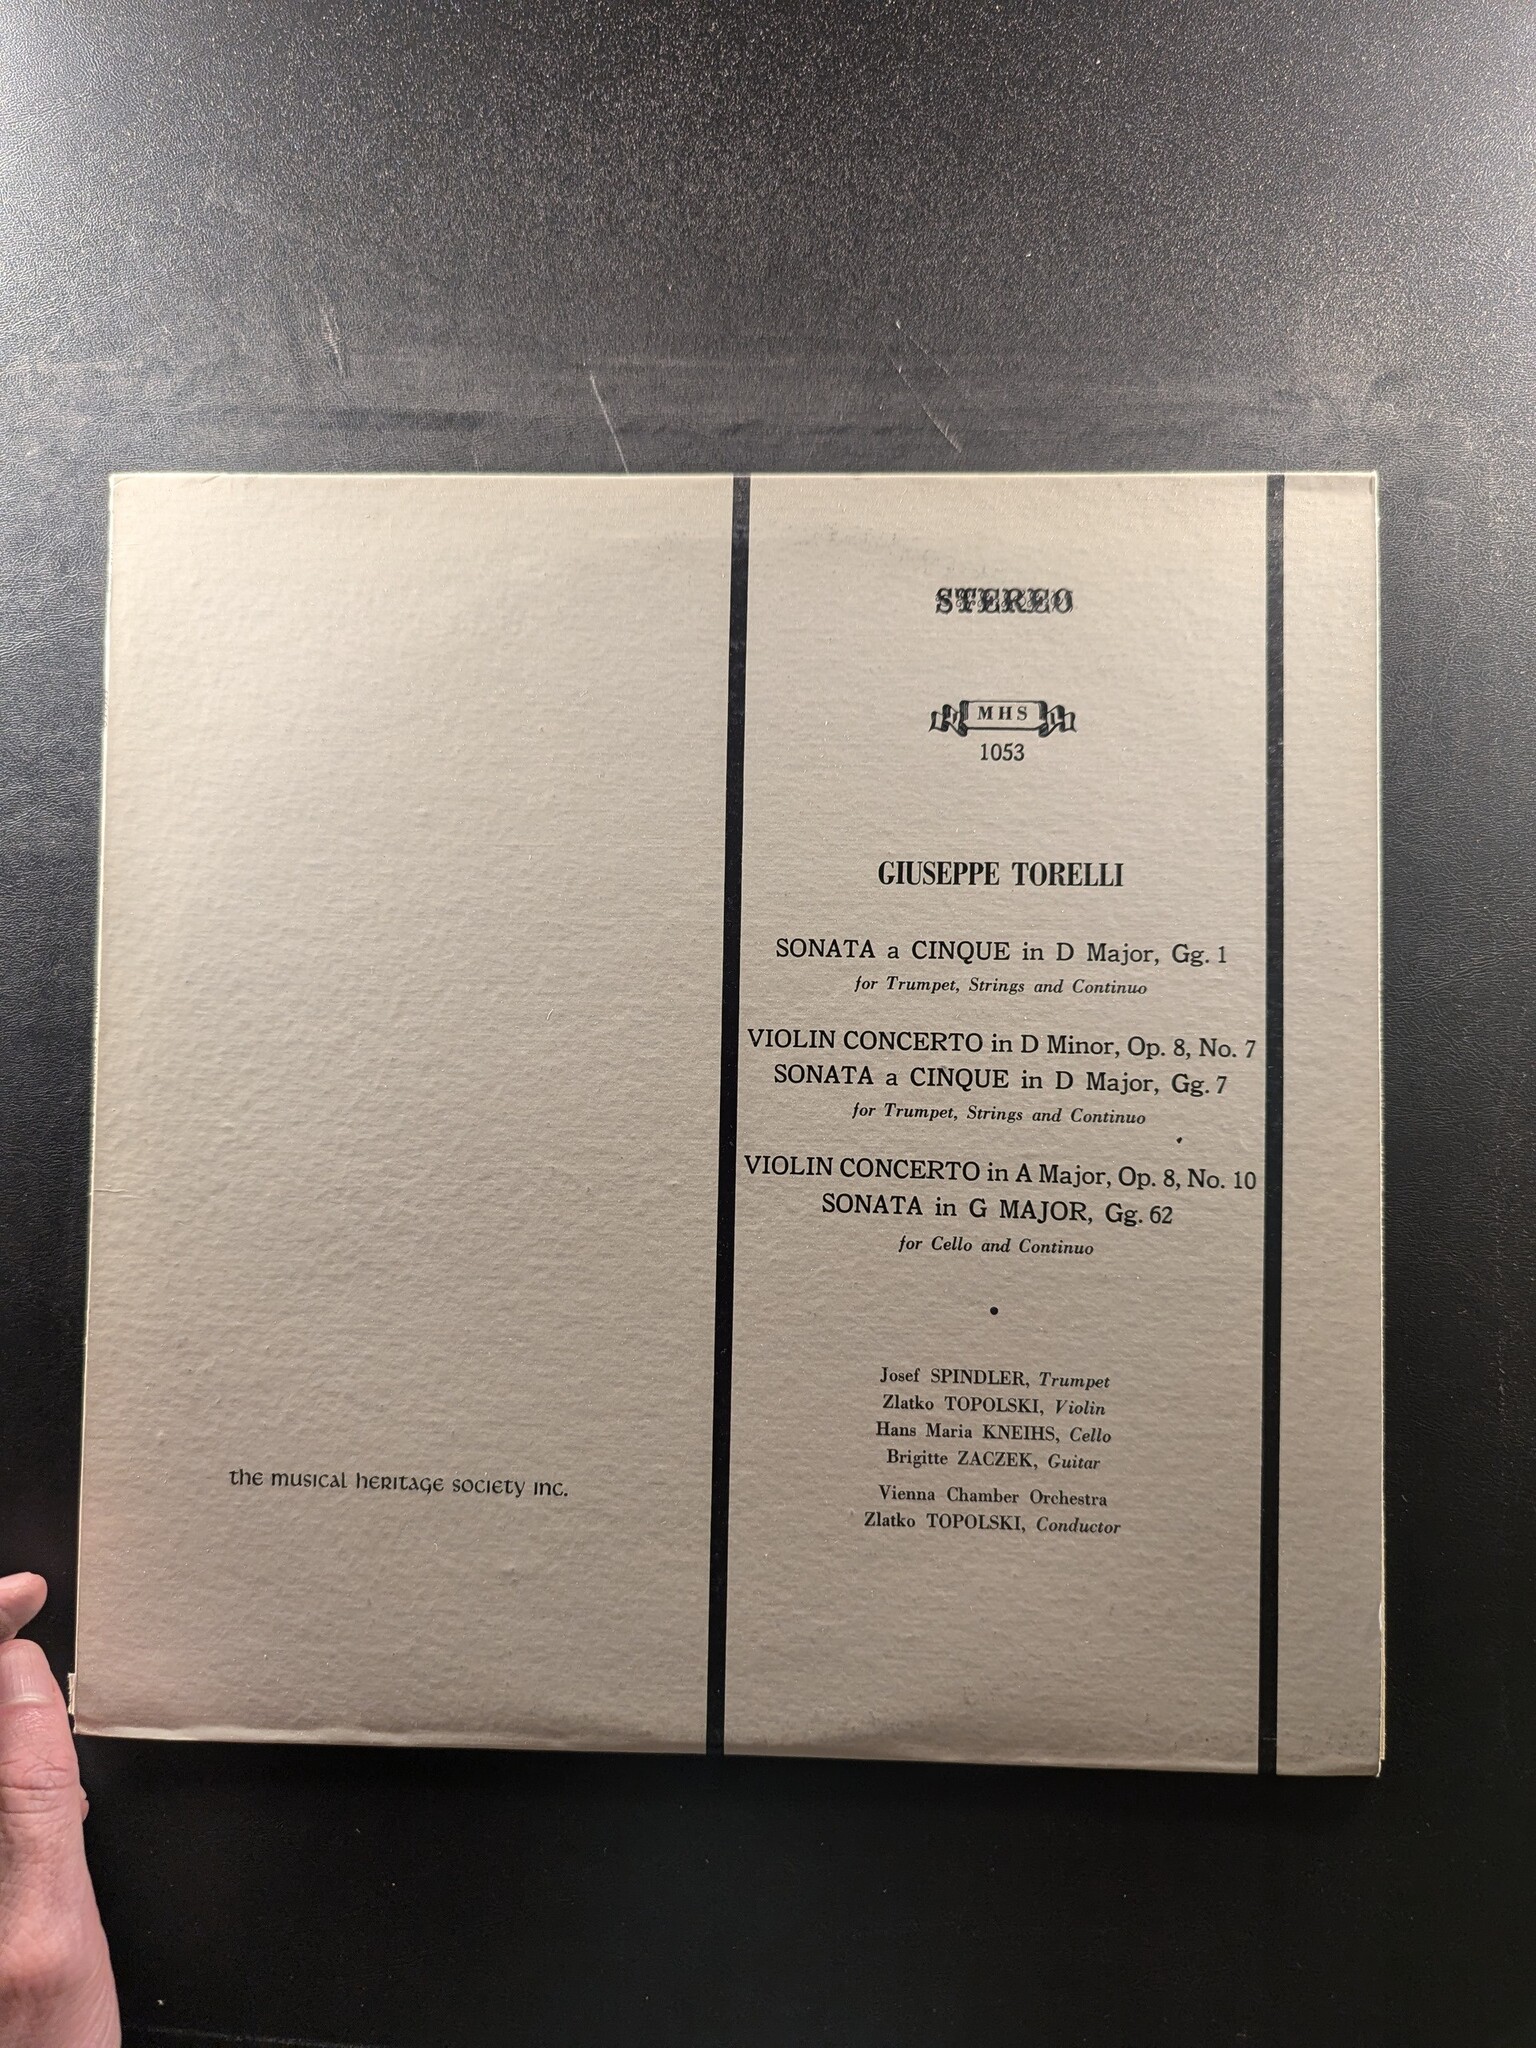 STEREO
MHS
1053
GIUSEPPE TORELLI
SONATA a CINQUE in D Major, Gg. 1
for Trumpet, Strings and Continuo
VIOLIN CONCERTO in D Minor, Op. 8, No. 7
SONATA a CINQUE in D Major, Gg. 7
for Trumpet, Strings and Continuo
VIOLIN CONCERTO in A Major, Op. 8, No. 10
SONATA in G MAJOR, Gg. 62
for Cello and Continuo
•
Josef SPINDLER, Trumpet
Zlatko TOPOLSKI, Violin
Hans Maria KNEIHS, Cello
Brigitte ZACZEK, Guitar
Vienna Chamber Orchestra
Zlatko TOPOLSKI, Conductor
the musical heritage society inc.